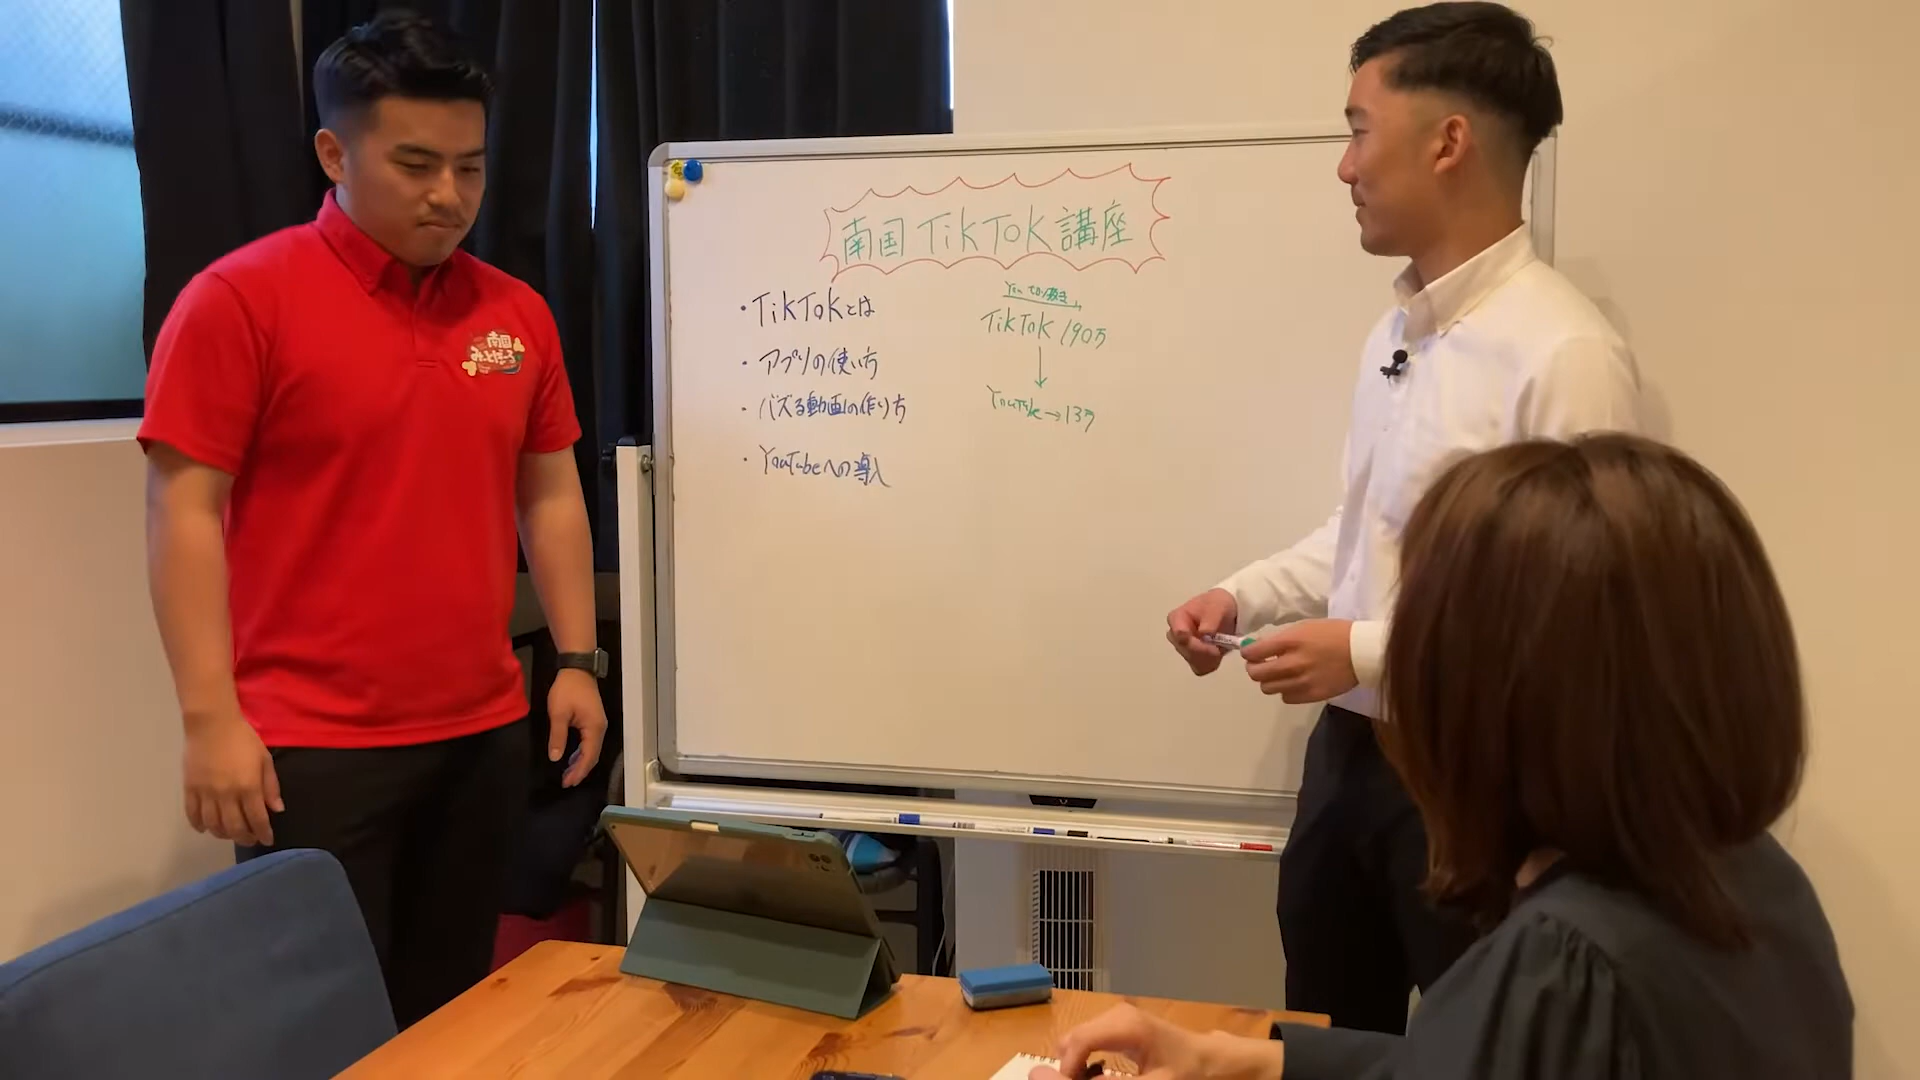 南国TikTok講座
・TikTokとは
・アプリの使い方
・バズる動画の作り方
・YouTubeへの導入
TikTok 190万
↓
YouTube→13万
南国